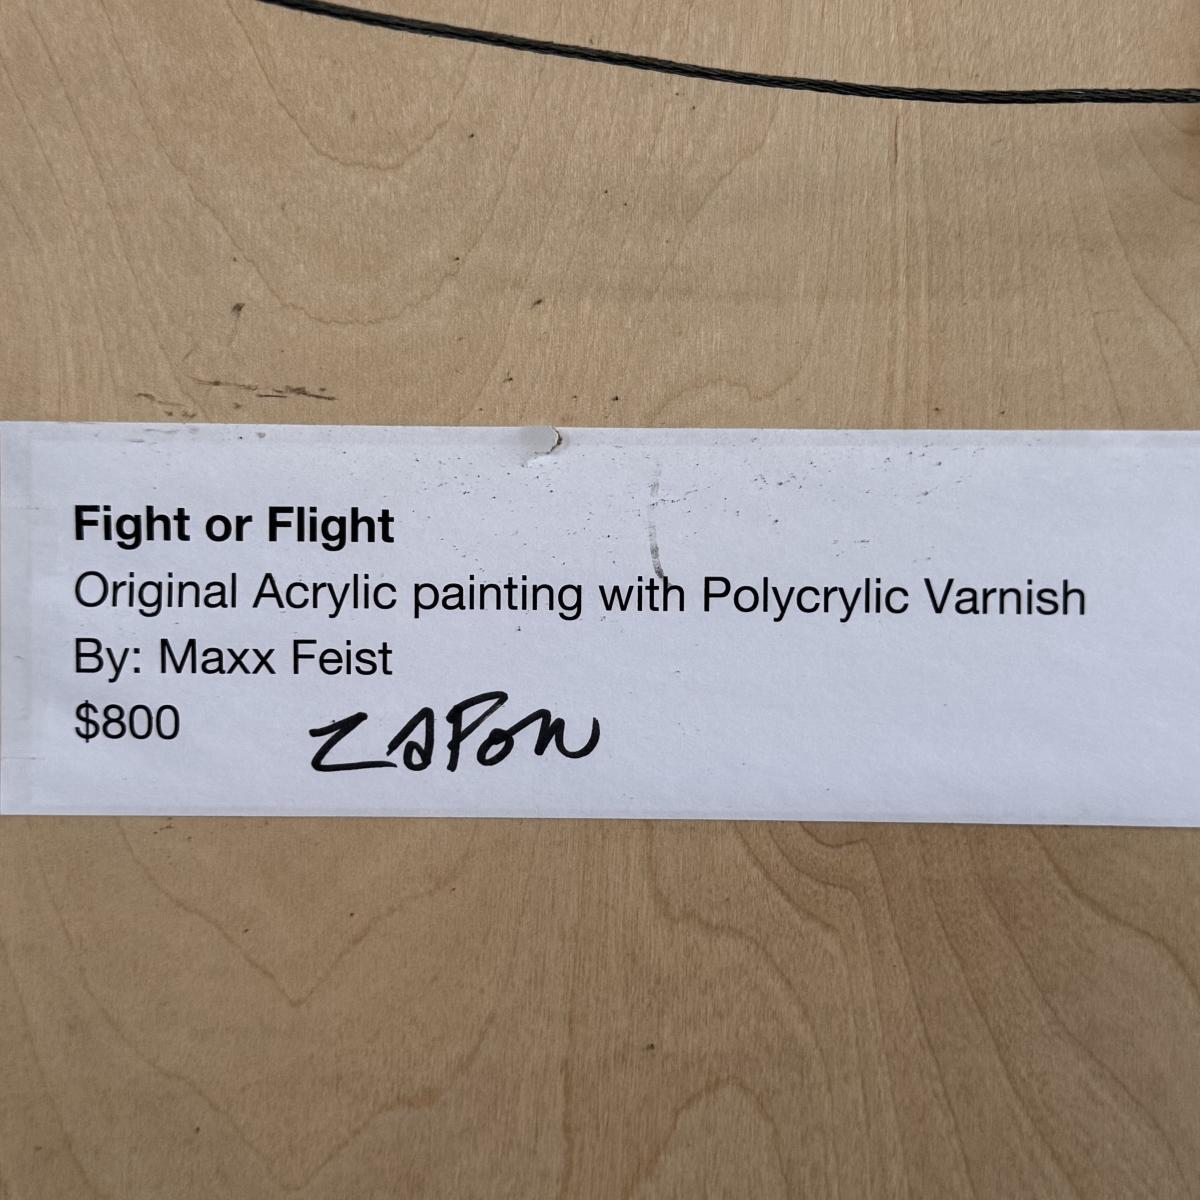 Fight or Flight
Original Acrylic painting with Polycrylic Varnish
By: Maxx Feist
$800 ZAPON